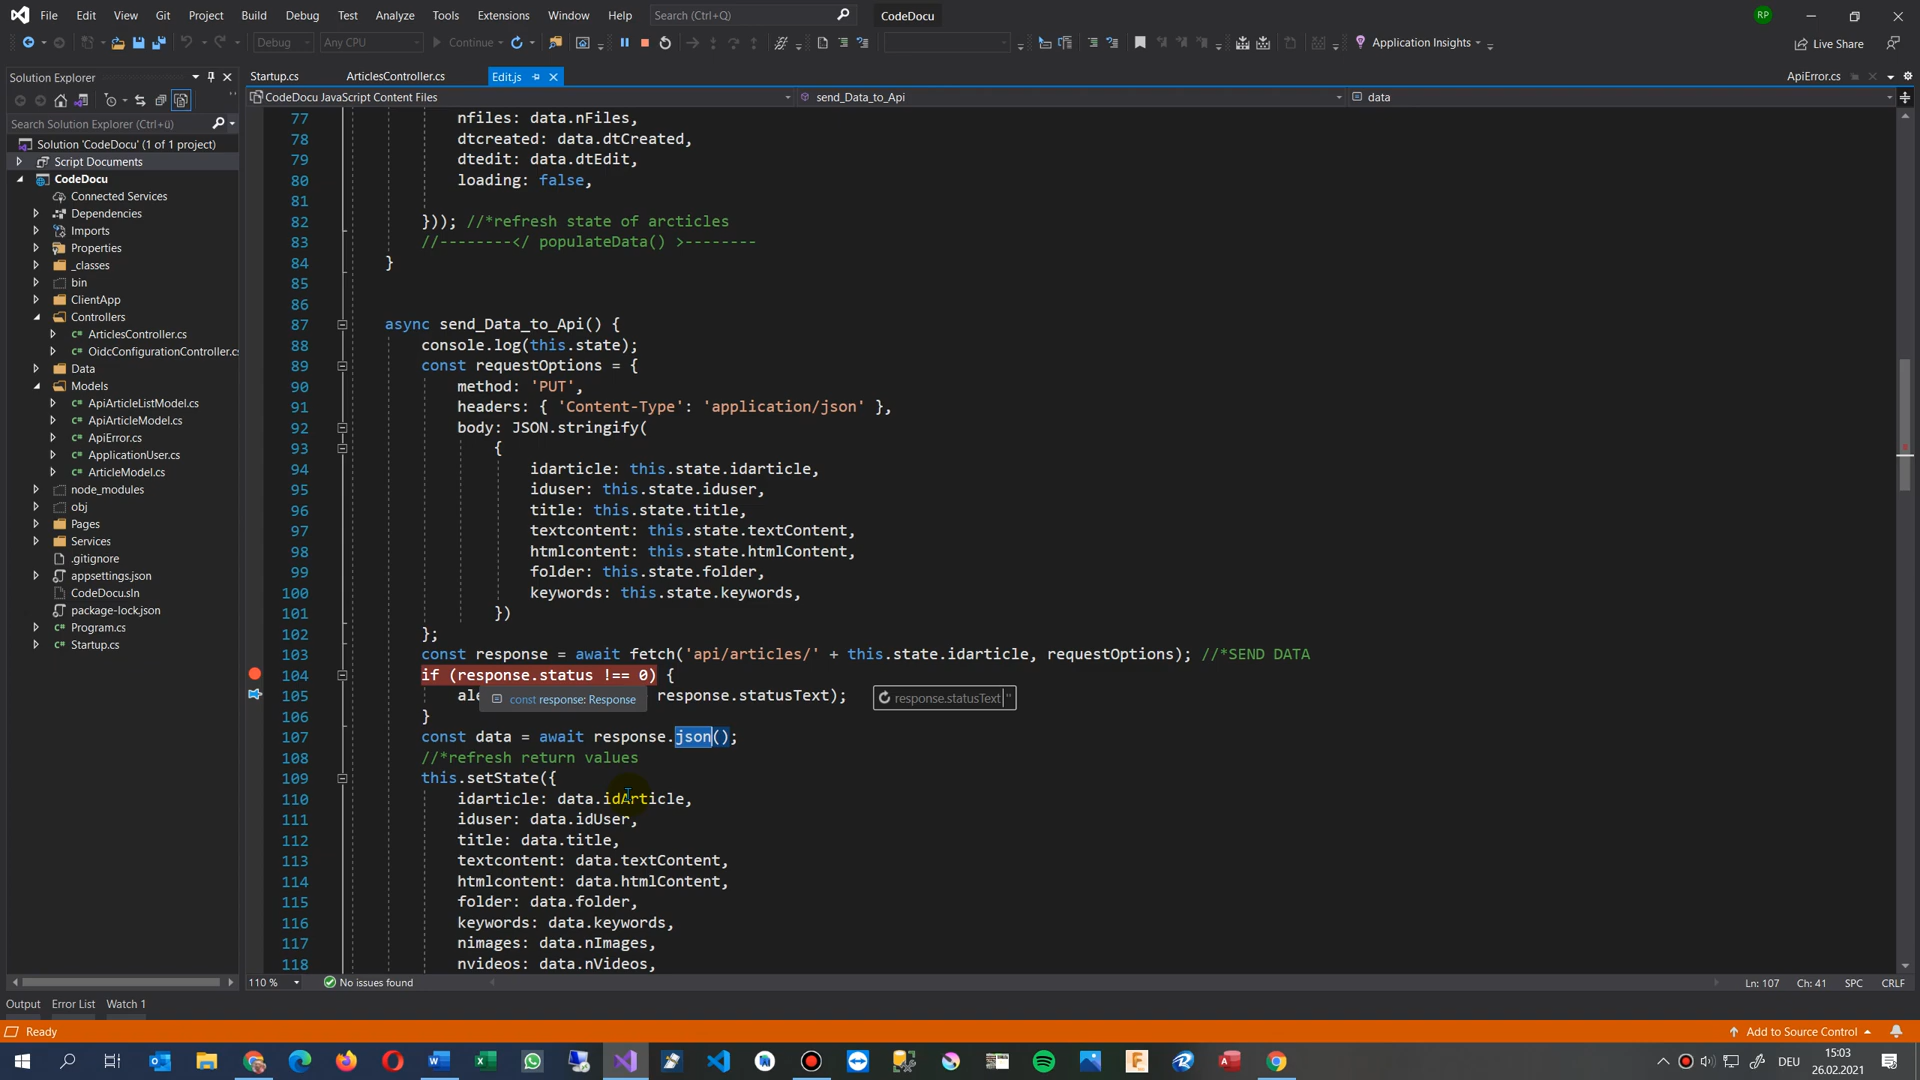 File Edit View Git Project Build Debug Test Analyze Tools Extensions Window Help Search (Ctrl+Q) CodeDocu RP
Debug Any CPU Continue Application Insights Live Share
Solution Explorer
Startup.cs ArticlesController.cs Edit.js ApiError.cs
CodeDocu JavaScript Content Files send_Data_to_Api data
Search Solution Explorer (Ctrl+ü)
Solution 'CodeDocu' (1 of 1 project)
Script Documents
CodeDocu
Connected Services
Dependencies
Imports
Properties
_classes
bin
ClientApp
Controllers
ArticlesController.cs
OidcConfigurationController.cs
Data
Models
ApiArticleListModel.cs
ApiArticleModel.cs
ApiError.cs
ApplicationUser.cs
ArticleModel.cs
node_modules
obj
Pages
Services
.gitignore
appsettings.json
CodeDocu.sln
package-lock.json
Program.cs
Startup.cs
77 nfiles: data.nFiles,
78 dtcreated: data.dtCreated,
79 dtedit: data.dtEdit,
80 loading: false,
81
82 })); //*refresh state of arcticles
83 //--------</ populateData() >--------
84 }
85
86
87 async send_Data_to_Api() {
88 console.log(this.state);
89 const requestOptions = {
90 method: 'PUT',
91 headers: { 'Content-Type': 'application/json' },
92 body: JSON.stringify(
93 {
94 idarticle: this.state.idarticle,
95 iduser: this.state.iduser,
96 title: this.state.title,
97 textcontent: this.state.textContent,
98 htmlcontent: this.state.htmlContent,
99 folder: this.state.folder,
100 keywords: this.state.keywords,
101 })
102 };
103 const response = await fetch('api/articles/' + this.state.idarticle, requestOptions); //*SEND DATA
104 if (response.status !== 0) {
105 ale response.statusText); response.statusText "
const response: Response
106 }
107 const data = await response.json();
108 //*refresh return values
109 this.setState({
110 idarticle: data.idArticle,
111 iduser: data.idUser,
112 title: data.title,
113 textcontent: data.textContent,
114 htmlcontent: data.htmlContent,
115 folder: data.folder,
116 keywords: data.keywords,
117 nimages: data.nImages,
118 nvideos: data.nVideos,
110 % No issues found Ln: 107 Ch: 41 SPC CRLF
Output Error List Watch 1
Ready Add to Source Control
DEU 15:03
26.02.2021